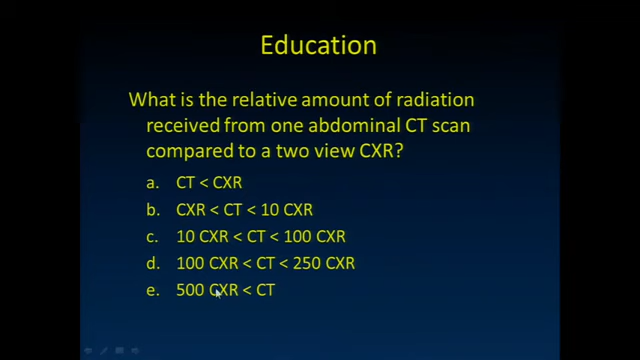 Education
What is the relative amount of radiation
received from one abdominal CT scan
compared to a two view CXR?
a. CT < CXR
b. CXR < CT < 10 CXR
c. 10 CXR < CT < 100 CXR
d. 100 CXR < CT < 250 CXR
e. 500 CXR < CT